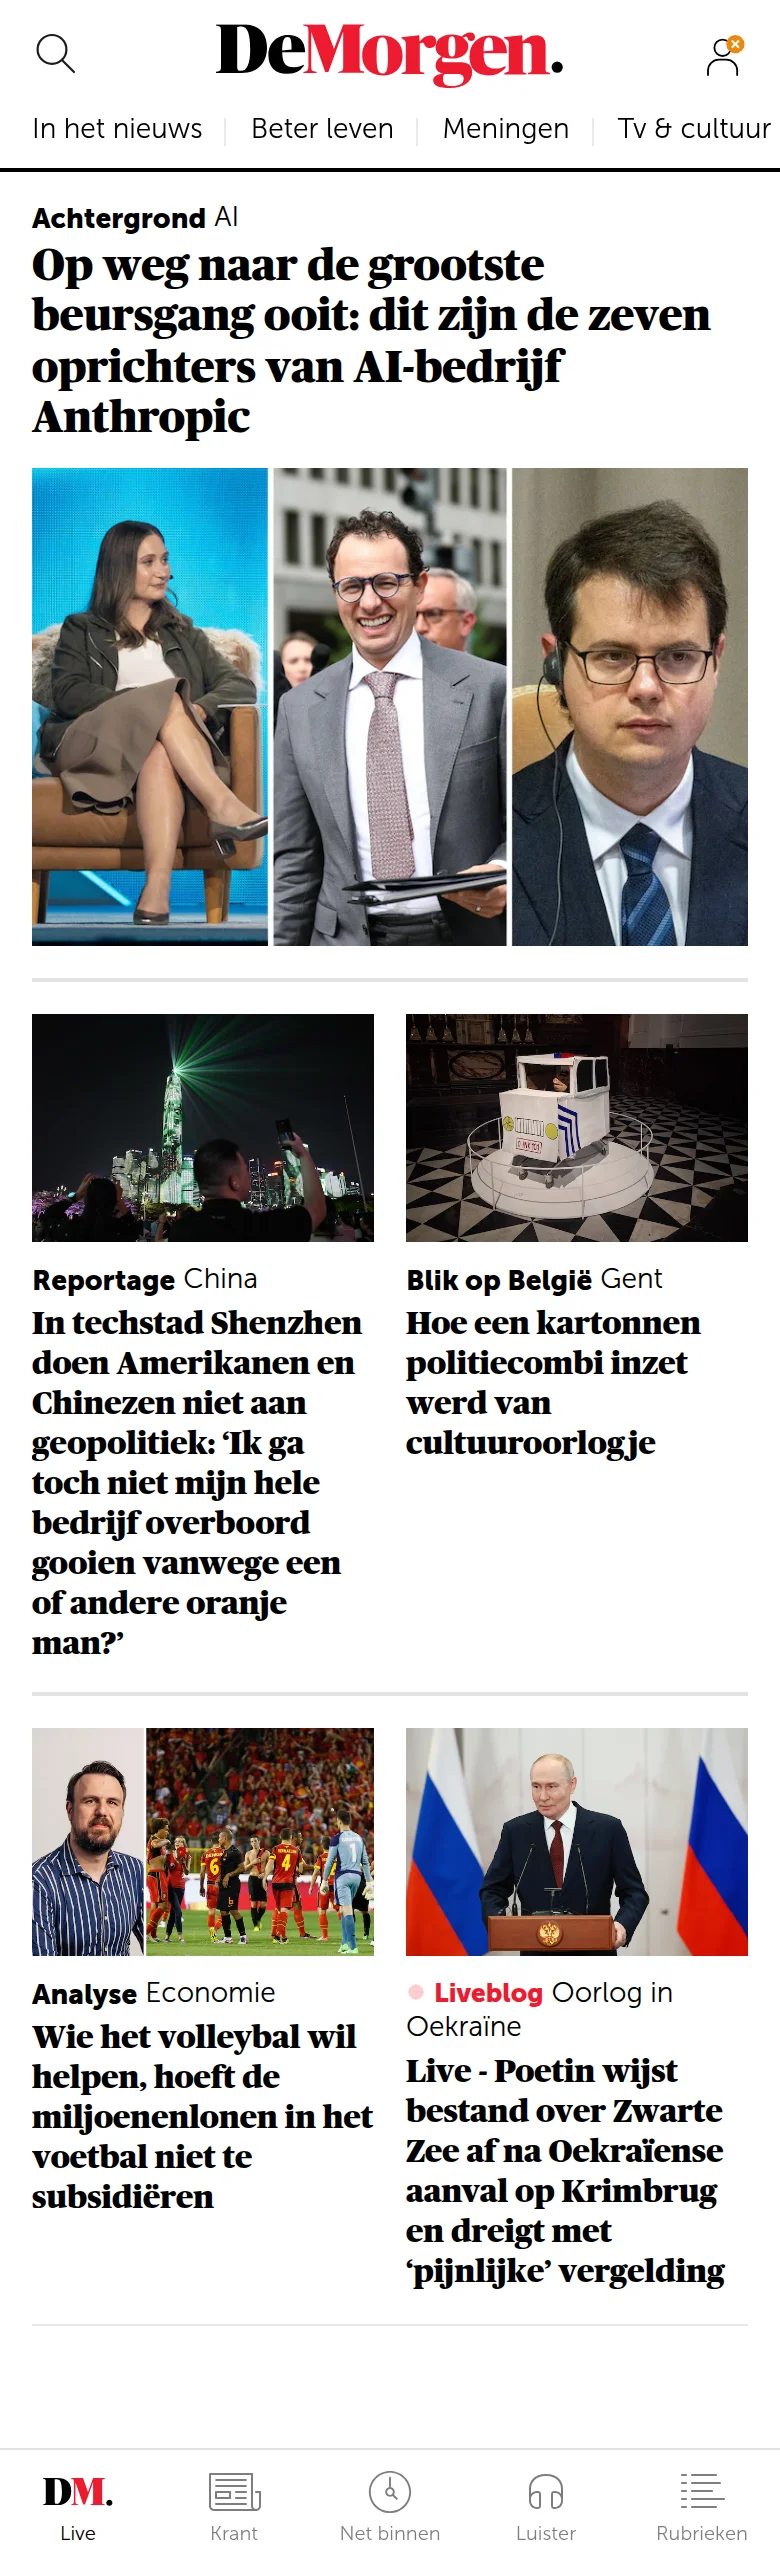 DeMorgen.
In het nieuws
Beter leven
Meningen
Tv & cultuur
Achtergrond AI
Op weg naar de grootste
beursgang ooit: dit zijn de zeven
oprichters van AI-bedrijf
Anthropic
Reportage China
In techstad Shenzhen
doen Amerikanen en
Chinezen niet aan
geopolitiek: ‘Ik ga
toch niet mijn hele
bedrijf overboord
gooien vanwege een
of andere oranje
man?’
Blik op België Gent
Hoe een kartonnen
politiecombi inzet
werd van
cultuuroorlogje
6
4
1
Analyse Economie
Wie het volleybal wil
helpen, hoeft de
miljoenenlonen in het
voetbal niet te
subsidiëren
Liveblog Oorlog in
Oekraïne
Live - Poetin wijst
bestand over Zwarte
Zee af na Oekraïense
aanval op Krimbrug
en dreigt met
‘pijnlijke’ vergelding
DM.
Live
Krant
Net binnen
Luister
Rubrieken